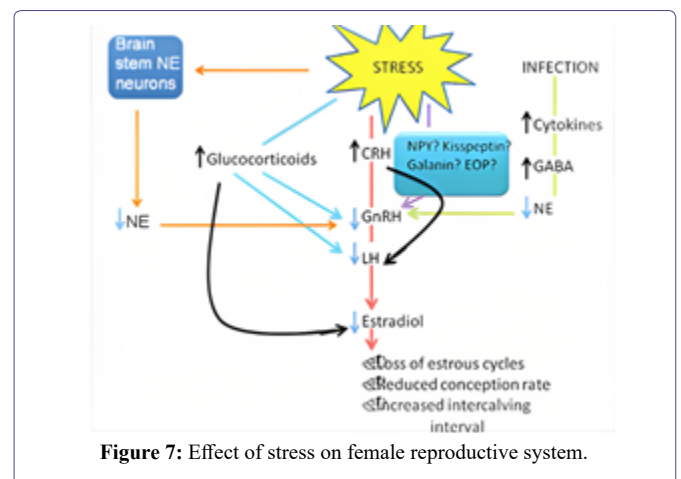 Brain
stem NE
neurons
STRESS
INFECTION
↑Cytokines
↑Glucocorticoids
↑CRH
NPY? Kisspeptin?
Galanin? EOP?
↑GABA
↓NE
↓GnRH
↓NE
↓LH
↓Estradiol
Loss of estrous cycles
Reduced conception rate
Increased intercalving
interval
Figure 7: Effect of stress on female reproductive system.